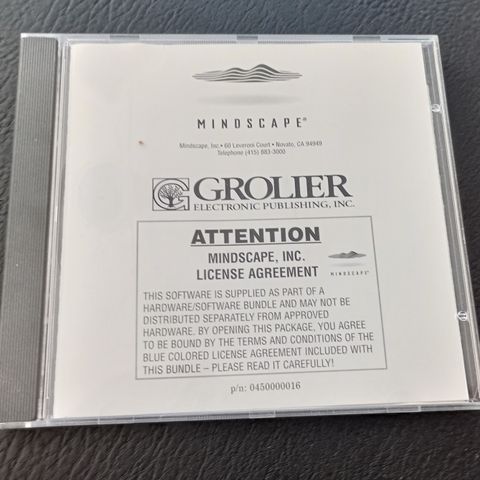 MINDSCAPE®
Mindscape, Inc.• 60 Leveroni Court • Novato, CA 94949
Telephone (415) 883-3000
GROLIER
ELECTRONIC PUBLISHING, INC.
ATTENTION
MINDSCAPE, INC.
LICENSE AGREEMENT
MINDSCAPE®
THIS SOFTWARE IS SUPPLIED AS PART OF A
HARDWARE/SOFTWARE BUNDLE AND MAY NOT BE
DISTRIBUTED SEPARATELY FROM APPROVED
HARDWARE. BY OPENING THIS PACKAGE, YOU AGREE
TO BE BOUND BY THE TERMS AND CONDITIONS OF THE
BLUE COLORED LICENSE AGREEMENT INCLUDED WITH
THIS BUNDLE – PLEASE READ IT CAREFULLY!
p/n: 0450000016